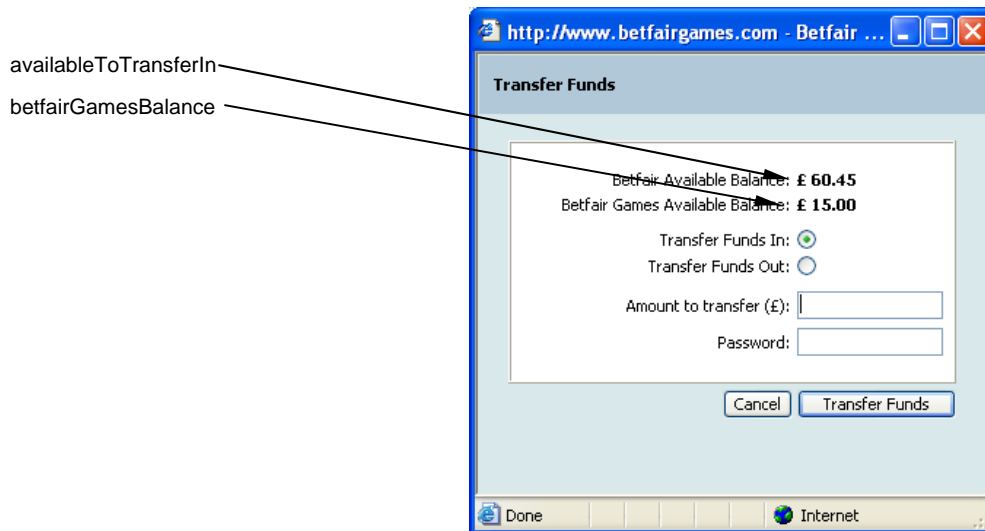 http://www.betfairgames.com - Betfair ...
availableToTransferIn
betfairGamesBalance
Transfer Funds
Betfair Available Balance: £ 60.45
Betfair Games Available Balance: £ 15.00
Transfer Funds In:
Transfer Funds Out:
Amount to transfer (£):
Password:
Cancel Transfer Funds
Done Internet